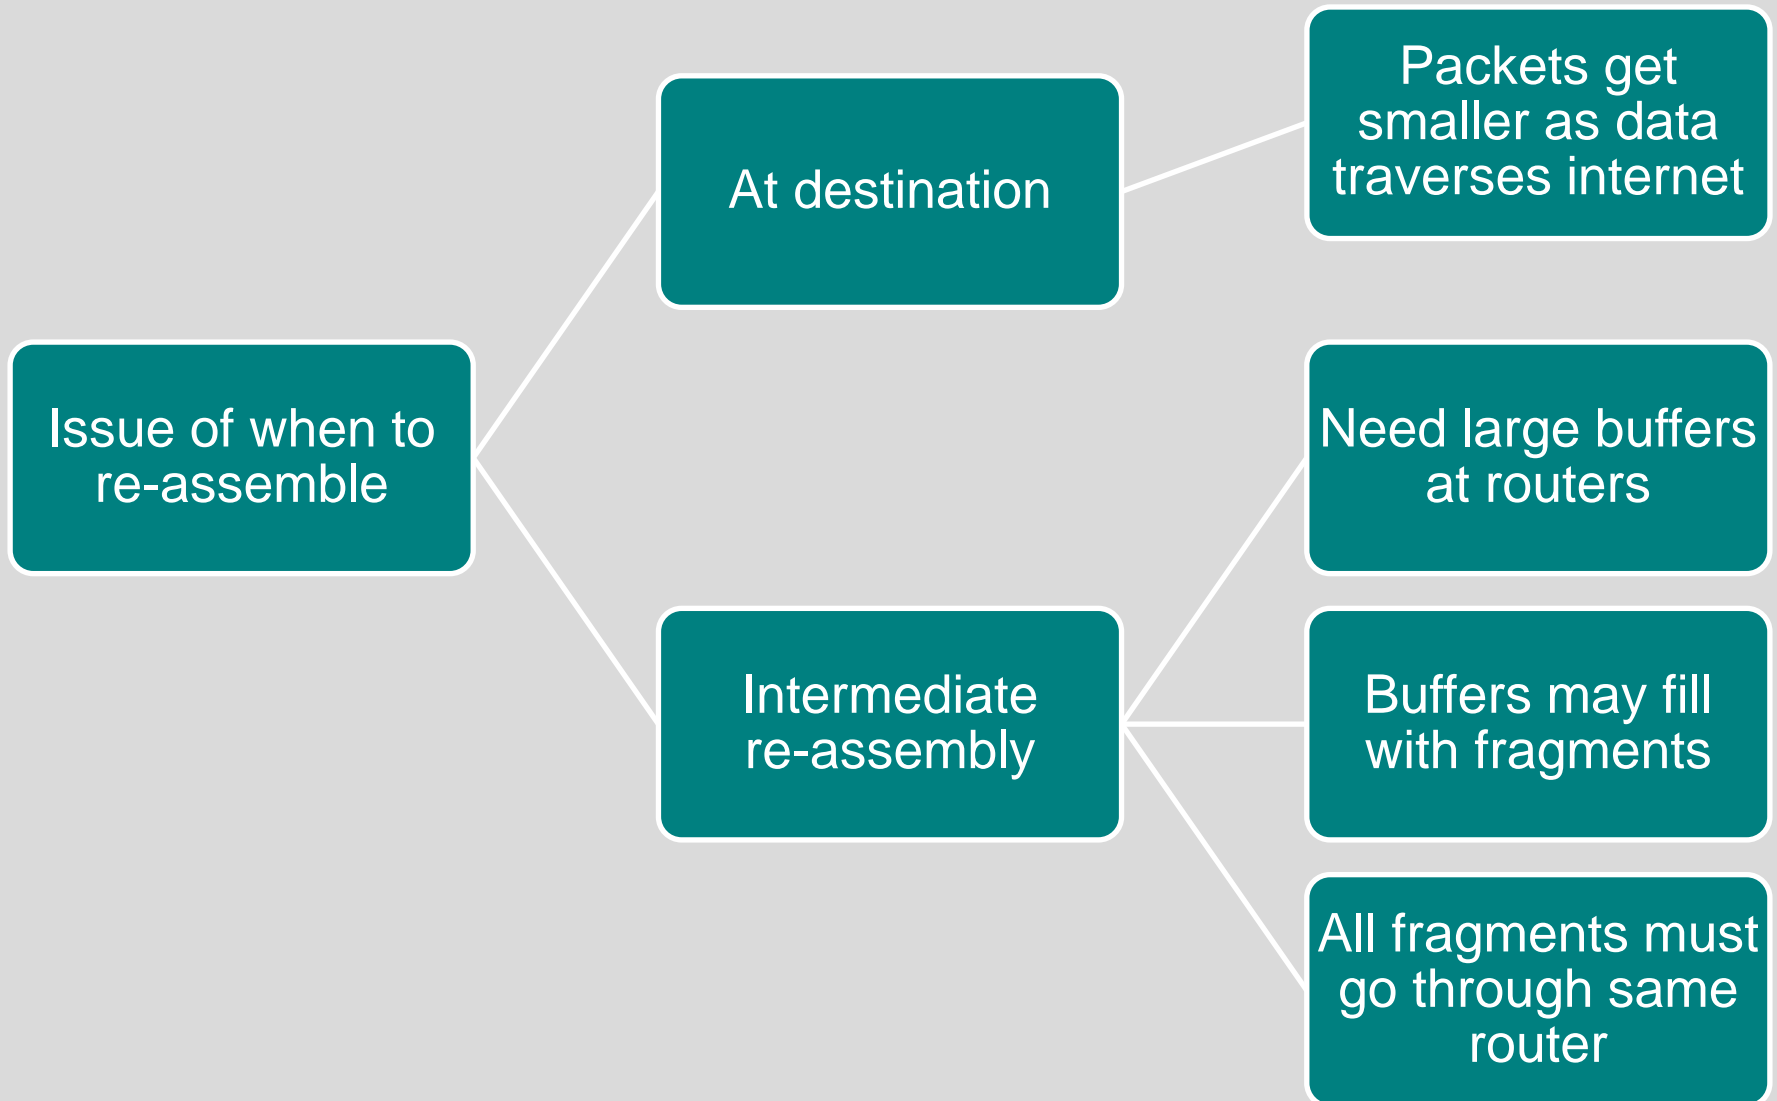 Issue of when to
re-assemble
At destination
Packets get
smaller as data
traverses internet
Intermediate
re-assembly
Need large buffers
at routers
Buffers may fill
with fragments
All fragments must
go through same
router